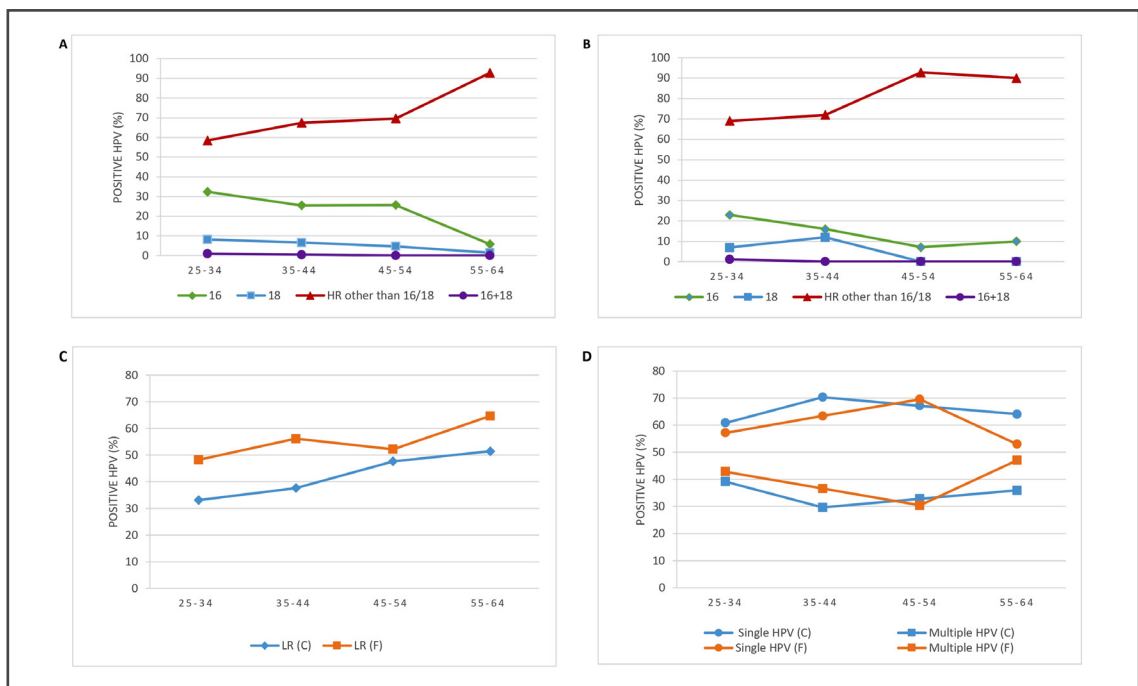 A
POSITIVE HPV (%)
100
90
80
70
60
50
40
30
20
10
0
25-34 35-44 45-54 55-64
16 18 HR other than 16/18 16+18
B
POSITIVE HPV (%)
100
90
80
70
60
50
40
30
20
10
0
25-34 35-44 45-54 55-64
16 18 HR other than 16/18 16+18
C
POSITIVE HPV (%)
80
70
60
50
40
30
20
10
0
25-34 35-44 45-54 55-64
LR (C) LR (F)
D
POSITIVE HPV (%)
80
70
60
50
40
30
20
10
0
25-34 35-44 45-54 55-64
Single HPV (C) Multiple HPV (C)
Single HPV (F) Multiple HPV (F)